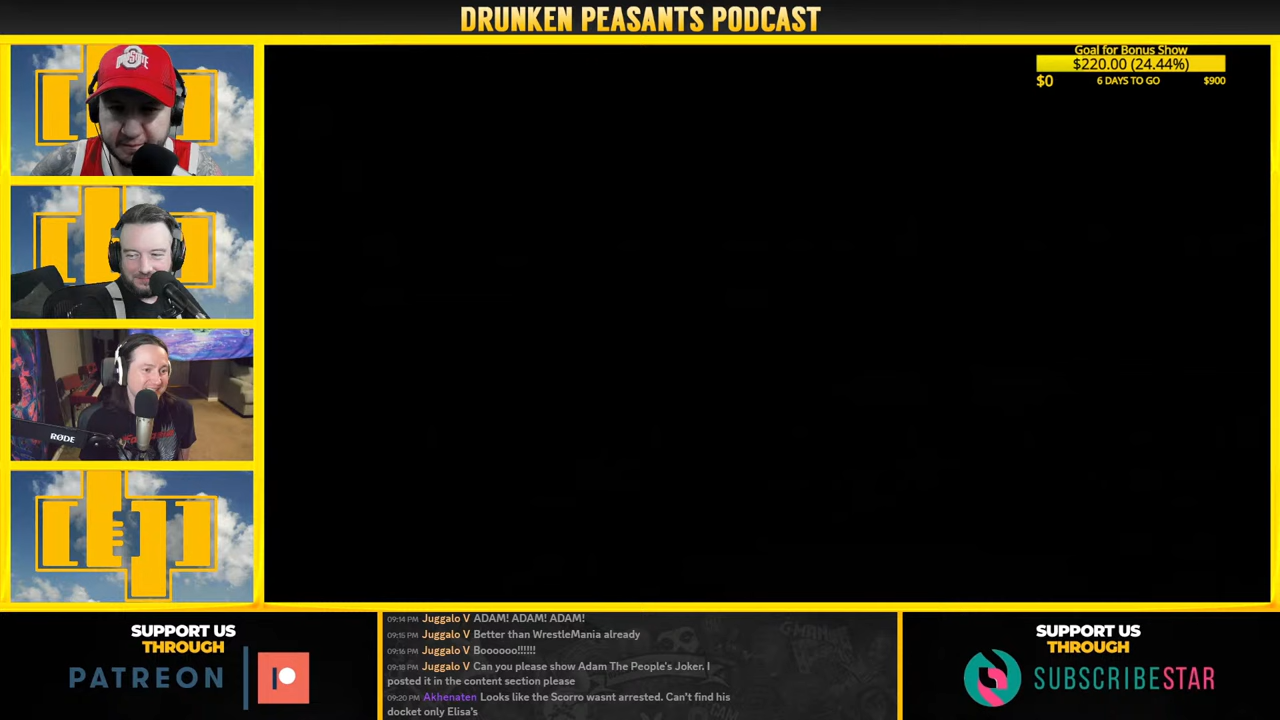 DRUNKEN PEASANTS PODCAST
Goal for Bonus Show
$220.00 (24.44%)
$0 6 DAYS TO GO $900
RØDE
SUPPORT US
THROUGH
PATREON
09:14 PM Juggalo V ADAM! ADAM! ADAM!
09:15 PM Juggalo V Better than WrestleMania already
09:16 PM Juggalo V Boooooo!!!!!!
09:18 PM Juggalo V Can you please show Adam The People's Joker. I
posted it in the content section please
09:20 PM Akhenaten Looks like the Scorro wasnt arrested. Can't find his
docket only Elisa's
SUPPORT US
THROUGH
SUBSCRIBESTAR